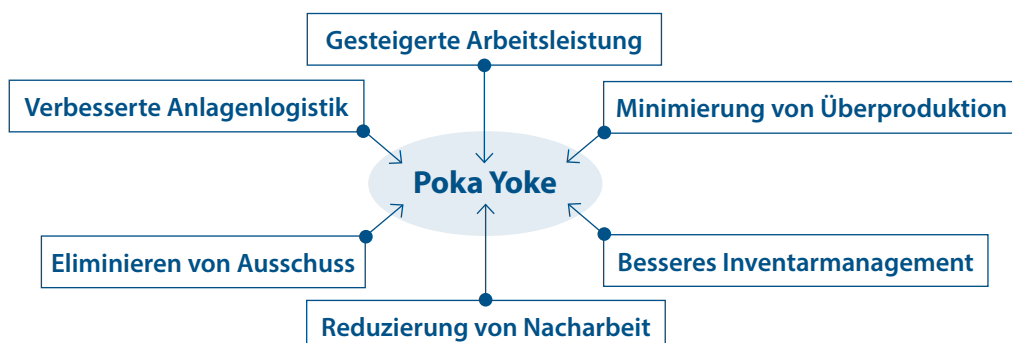 Gesteigerte Arbeitsleistung
Verbesserte Anlagenlogistik
Minimierung von Überproduktion
Poka Yoke
Eliminieren von Ausschuss
Besseres Inventarmanagement
Reduzierung von Nacharbeit